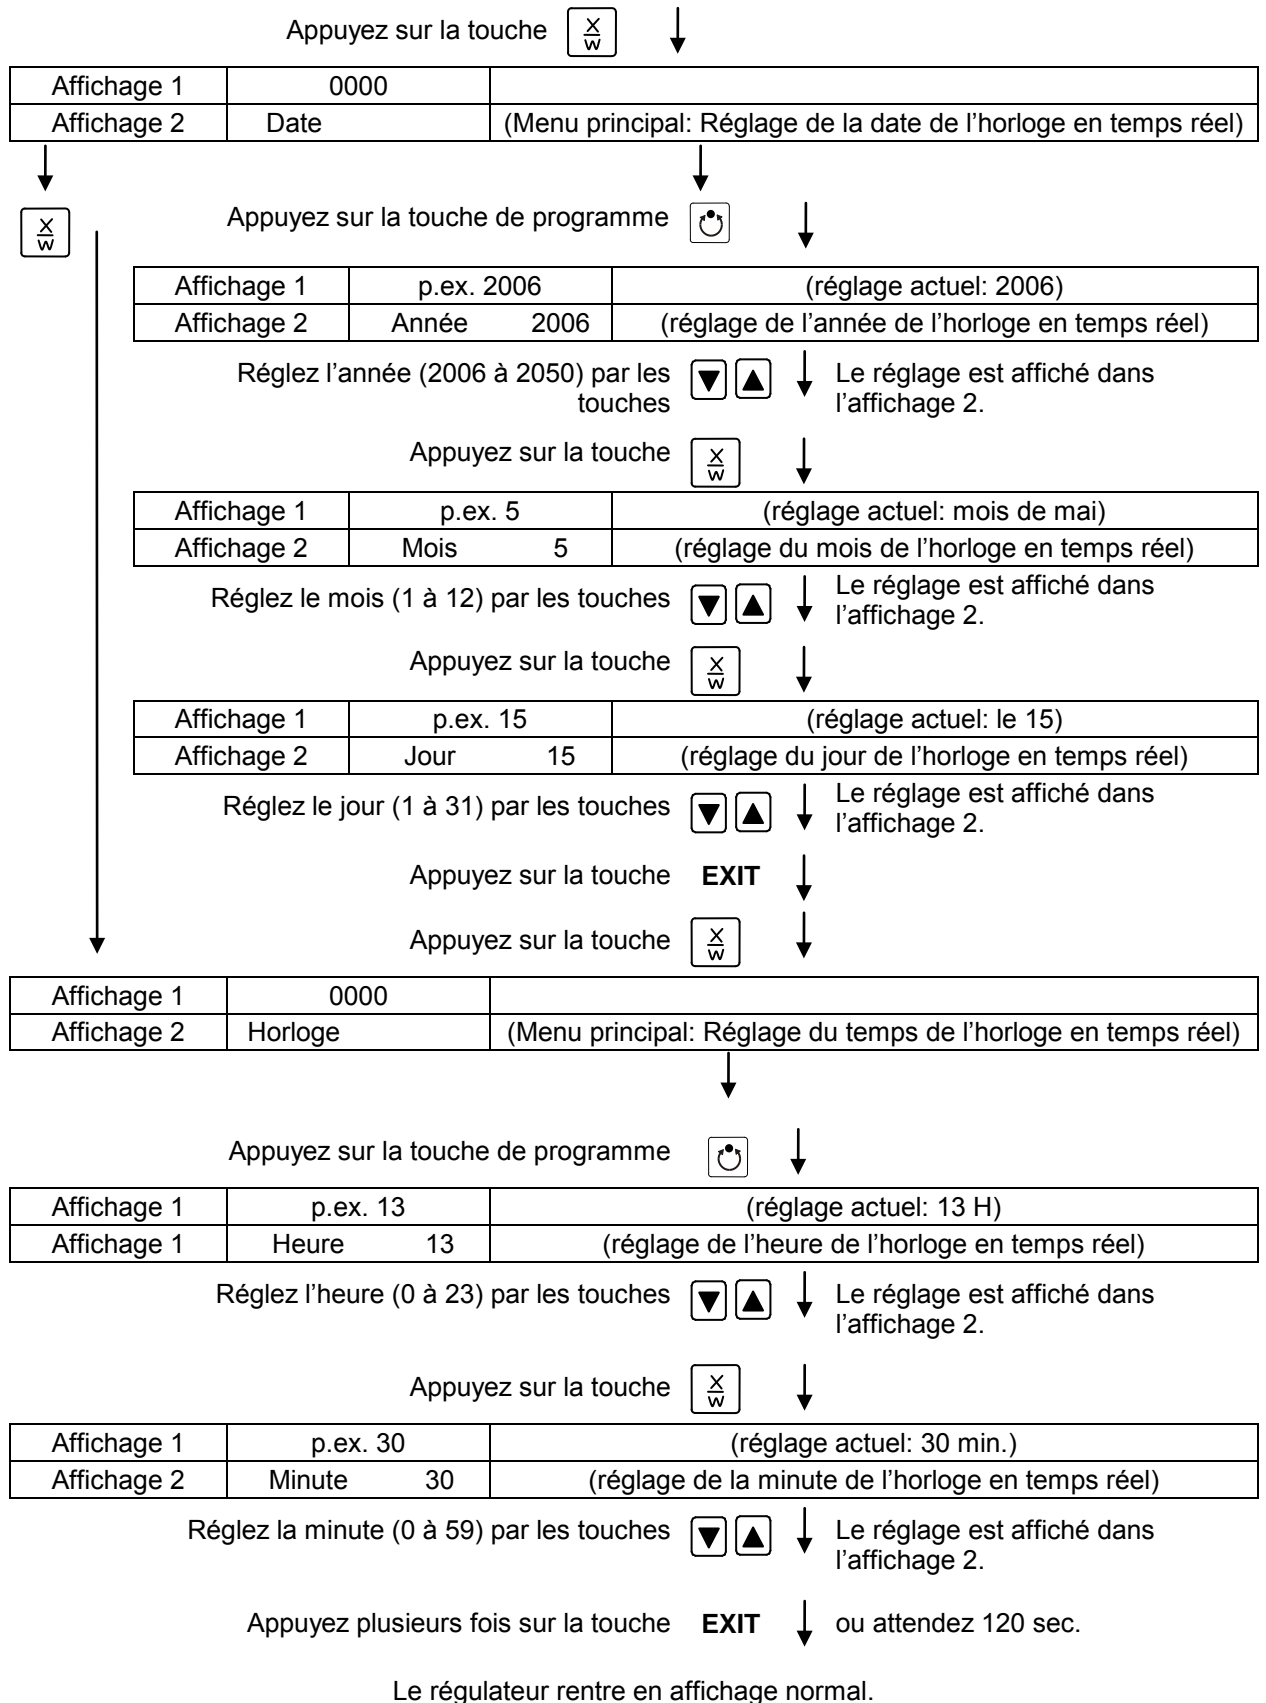 Appuyez sur la touche X W
Affichage 1 0000
Affichage 2 Date (Menu principal: Réglage de la date de l'horloge en temps réel)
X W
Appuyez sur la touche de programme
Affichage 1 p.ex. 2006 (réglage actuel: 2006)
Affichage 2 Année 2006 (réglage de l'année de l'horloge en temps réel)
Réglez l'année (2006 à 2050) par les touches
Le réglage est affiché dans
l'affichage 2.
Appuyez sur la touche X W
Affichage 1 p.ex. 5 (réglage actuel: mois de mai)
Affichage 2 Mois 5 (réglage du mois de l'horloge en temps réel)
Réglez le mois (1 à 12) par les touches
Le réglage est affiché dans
l'affichage 2.
Appuyez sur la touche X W
Affichage 1 p.ex. 15 (réglage actuel: le 15)
Affichage 2 Jour 15 (réglage du jour de l'horloge en temps réel)
Réglez le jour (1 à 31) par les touches
Le réglage est affiché dans
l'affichage 2.
Appuyez sur la touche EXIT
Appuyez sur la touche X W
Affichage 1 0000
Affichage 2 Horloge (Menu principal: Réglage du temps de l'horloge en temps réel)
Appuyez sur la touche de programme
Affichage 1 p.ex. 13 (réglage actuel: 13 H)
Affichage 1 Heure 13 (réglage de l'heure de l'horloge en temps réel)
Réglez l'heure (0 à 23) par les touches
Le réglage est affiché dans
l'affichage 2.
Appuyez sur la touche X W
Affichage 1 p.ex. 30 (réglage actuel: 30 min.)
Affichage 2 Minute 30 (réglage de la minute de l'horloge en temps réel)
Réglez la minute (0 à 59) par les touches
Le réglage est affiché dans
l'affichage 2.
Appuyez plusieurs fois sur la touche EXIT ou attendez 120 sec.
Le régulateur rentre en affichage normal.